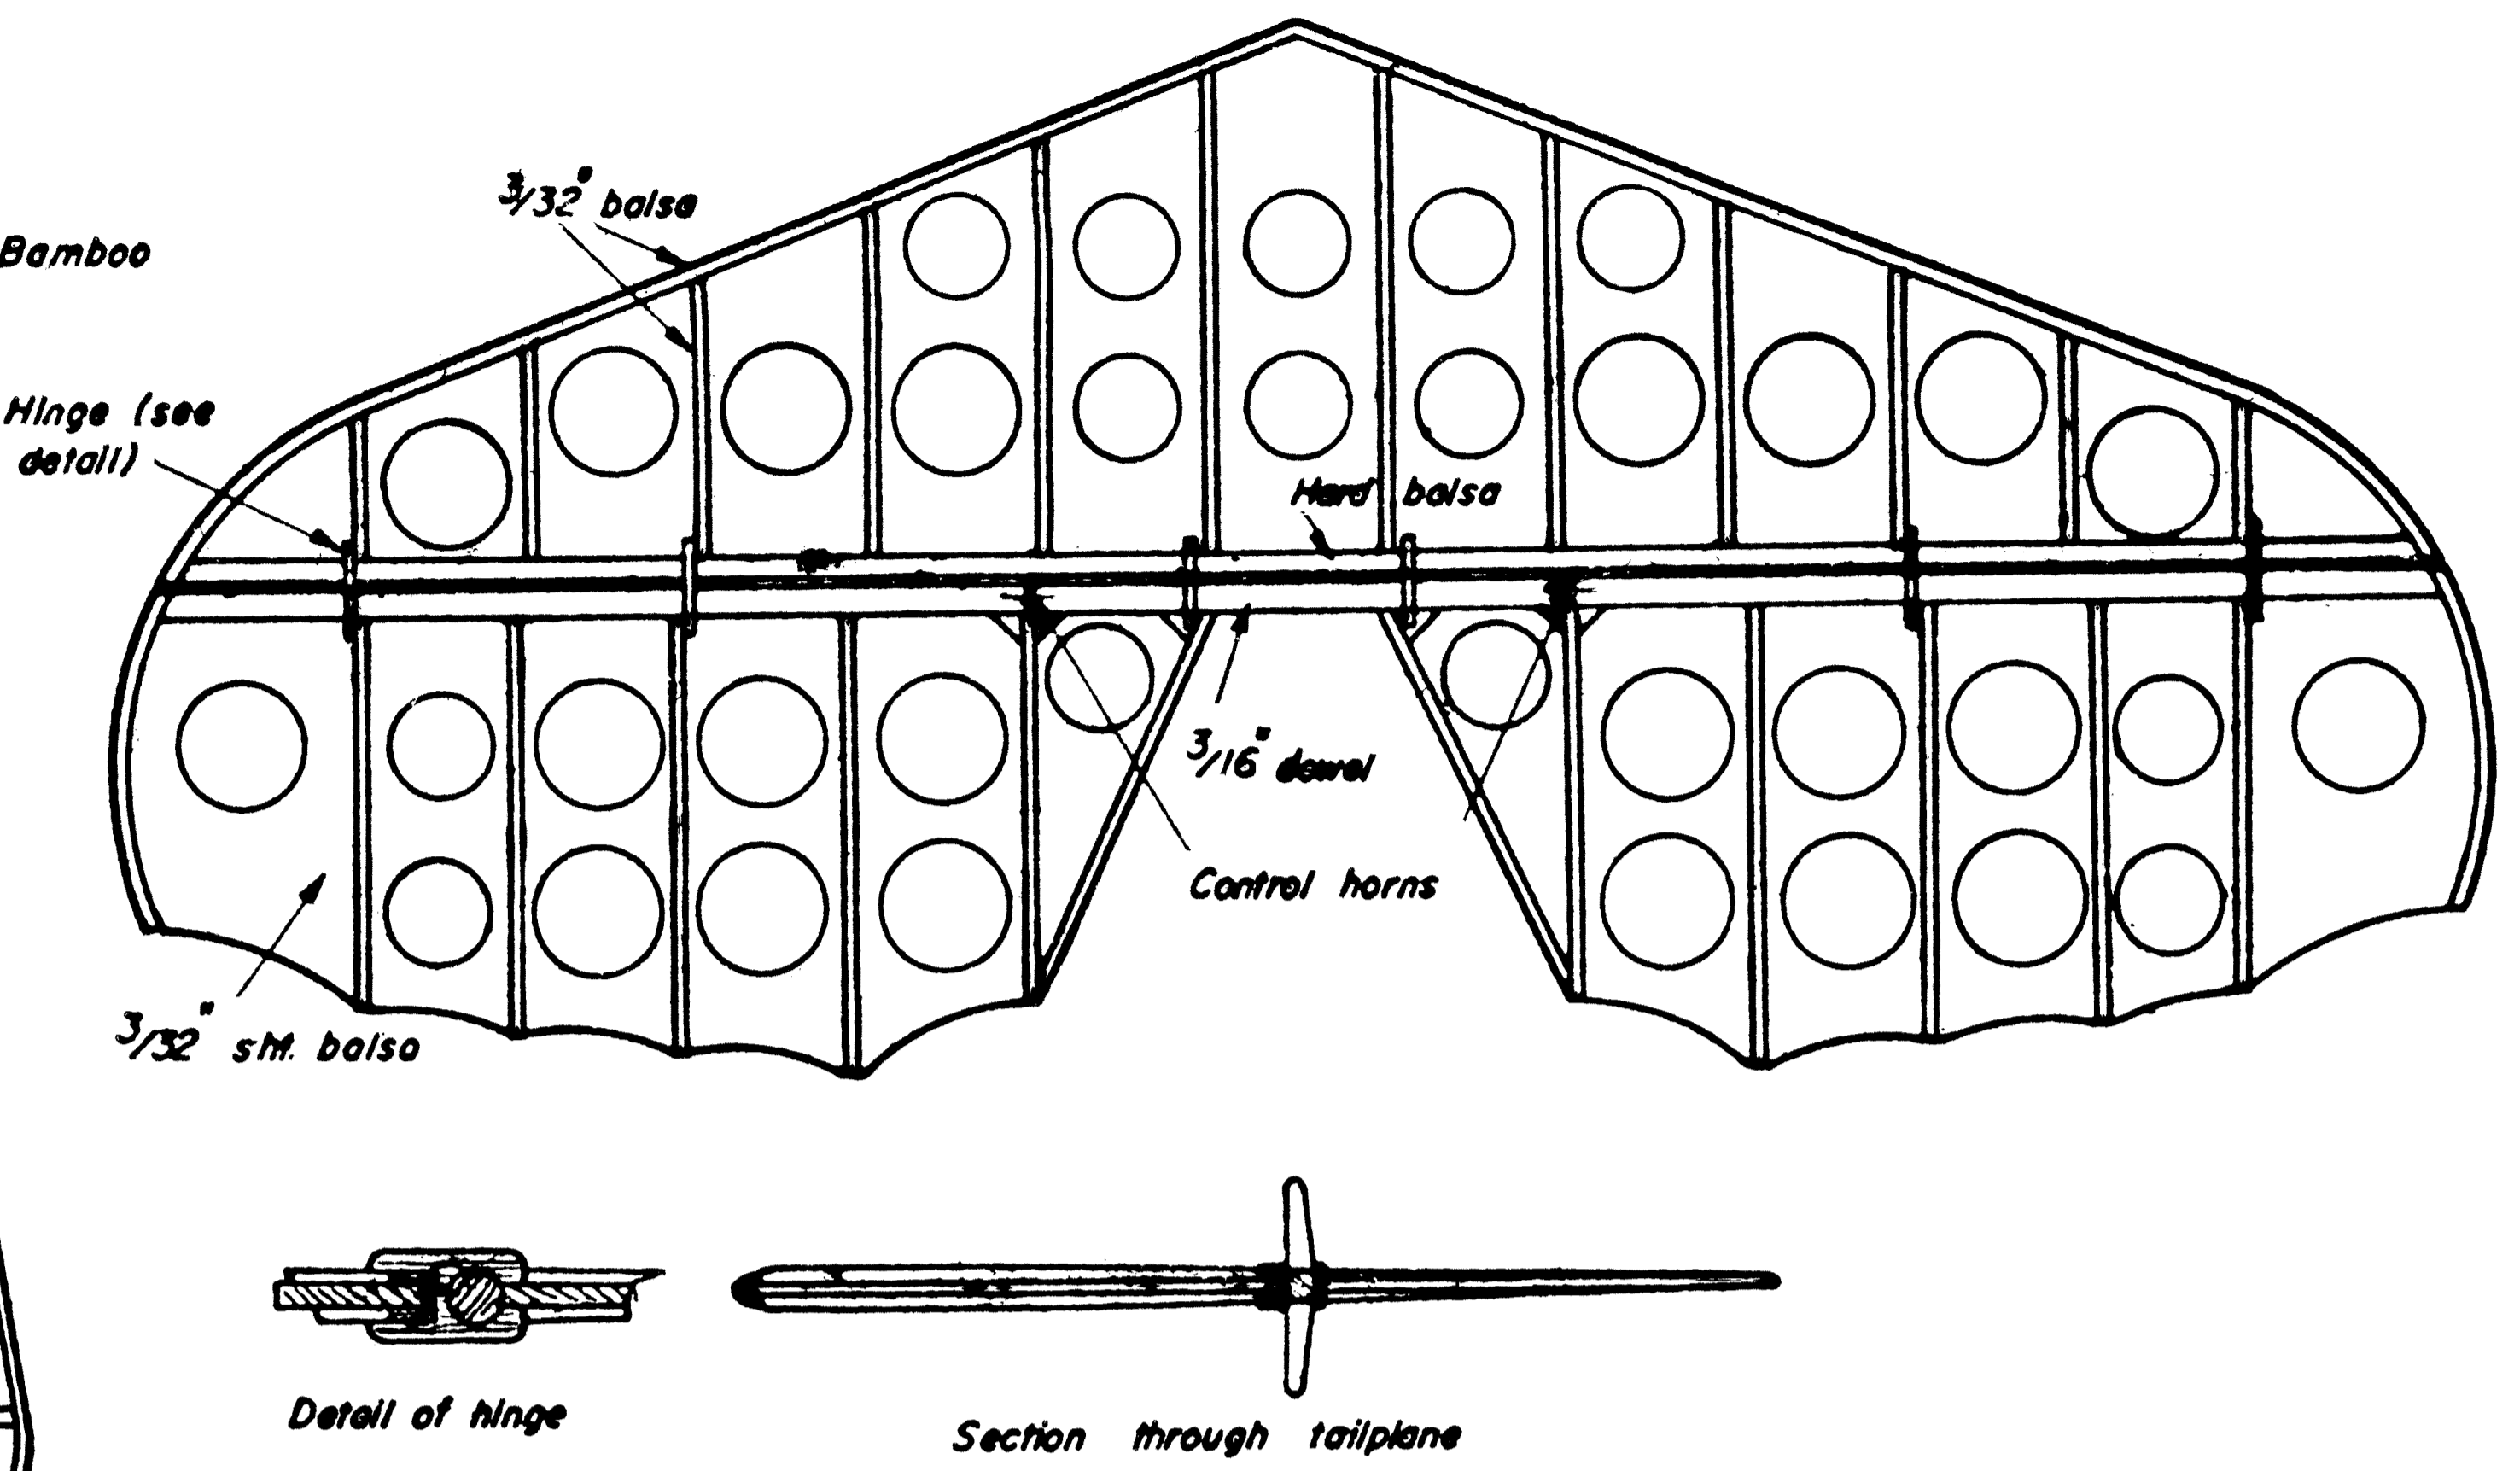 3/32" balsa
Bamboo
Hinge (see
detail)
Hard balsa
3/16" dowel
Control horns
3/32" sht. balsa
Detail of hinge
Section through tailplane